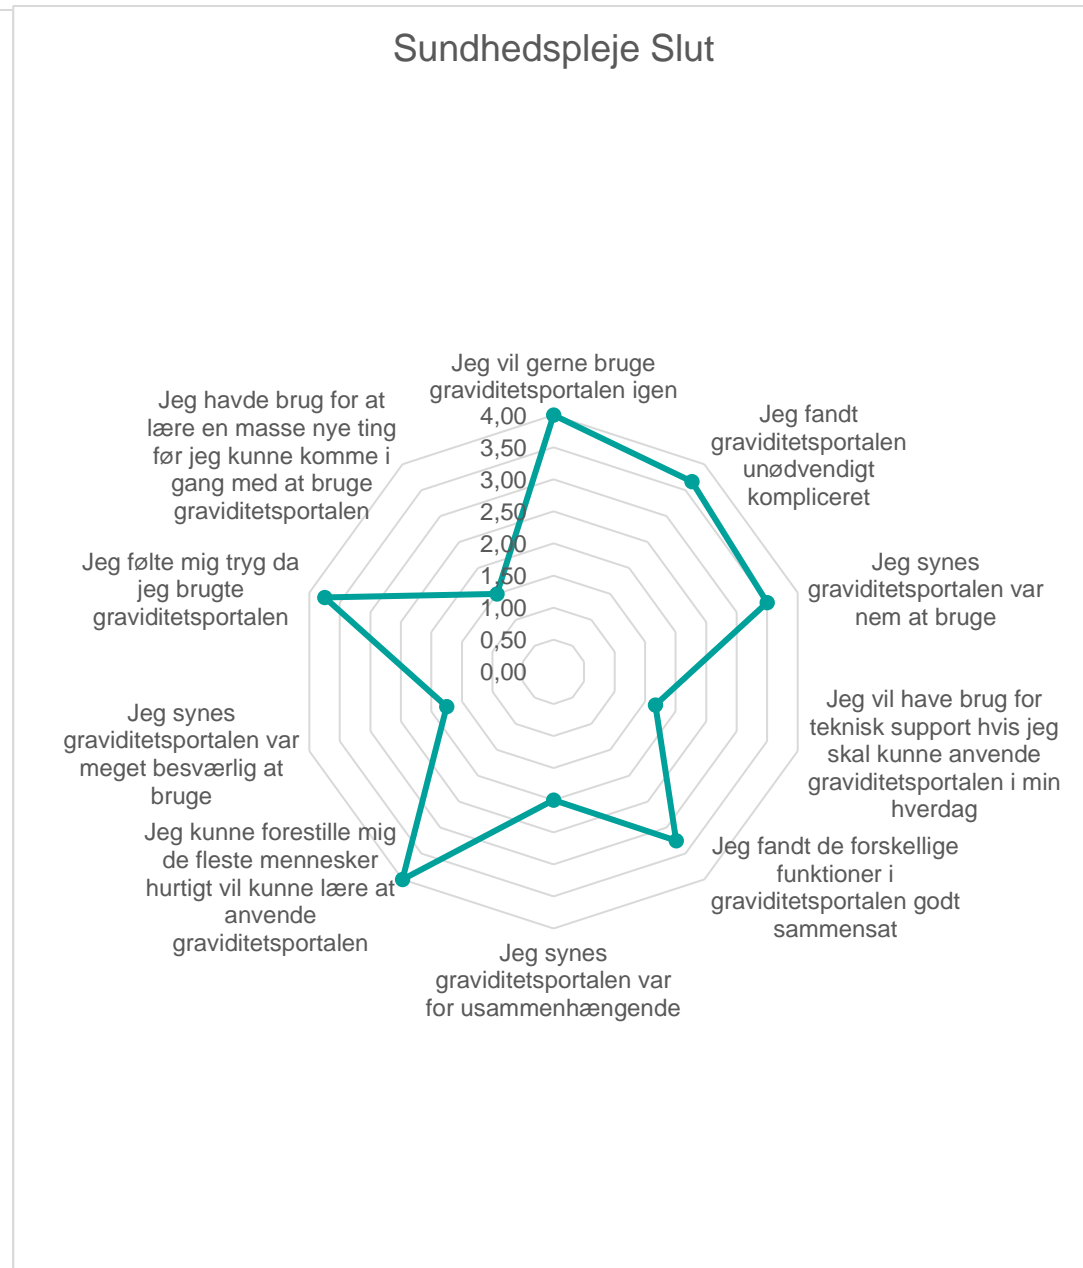 Sundhedspleje Slut
Jeg vil gerne bruge
graviditetsportalen igen
Jeg fandt
graviditetsportalen
unødvendigt
kompliceret
Jeg synes
graviditetsportalen var
nem at bruge
Jeg vil have brug for
teknisk support hvis jeg
skal kunne anvende
graviditetsportalen i min
hverdag
Jeg fandt de forskellige
funktioner i
graviditetsportalen godt
sammensat
Jeg synes
graviditetsportalen var
for usammenhængende
Jeg kunne forestille mig
de fleste mennesker
hurtigt vil kunne lære at
anvende
graviditetsportalen
Jeg synes
graviditetsportalen var
meget besværlig at
bruge
Jeg følte mig tryg da
jeg brugte
graviditetsportalen
Jeg havde brug for at
lære en masse nye ting
før jeg kunne komme i
gang med at bruge
graviditetsportalen
4,00
3,50
3,00
2,50
2,00
1,50
1,00
0,50
0,00